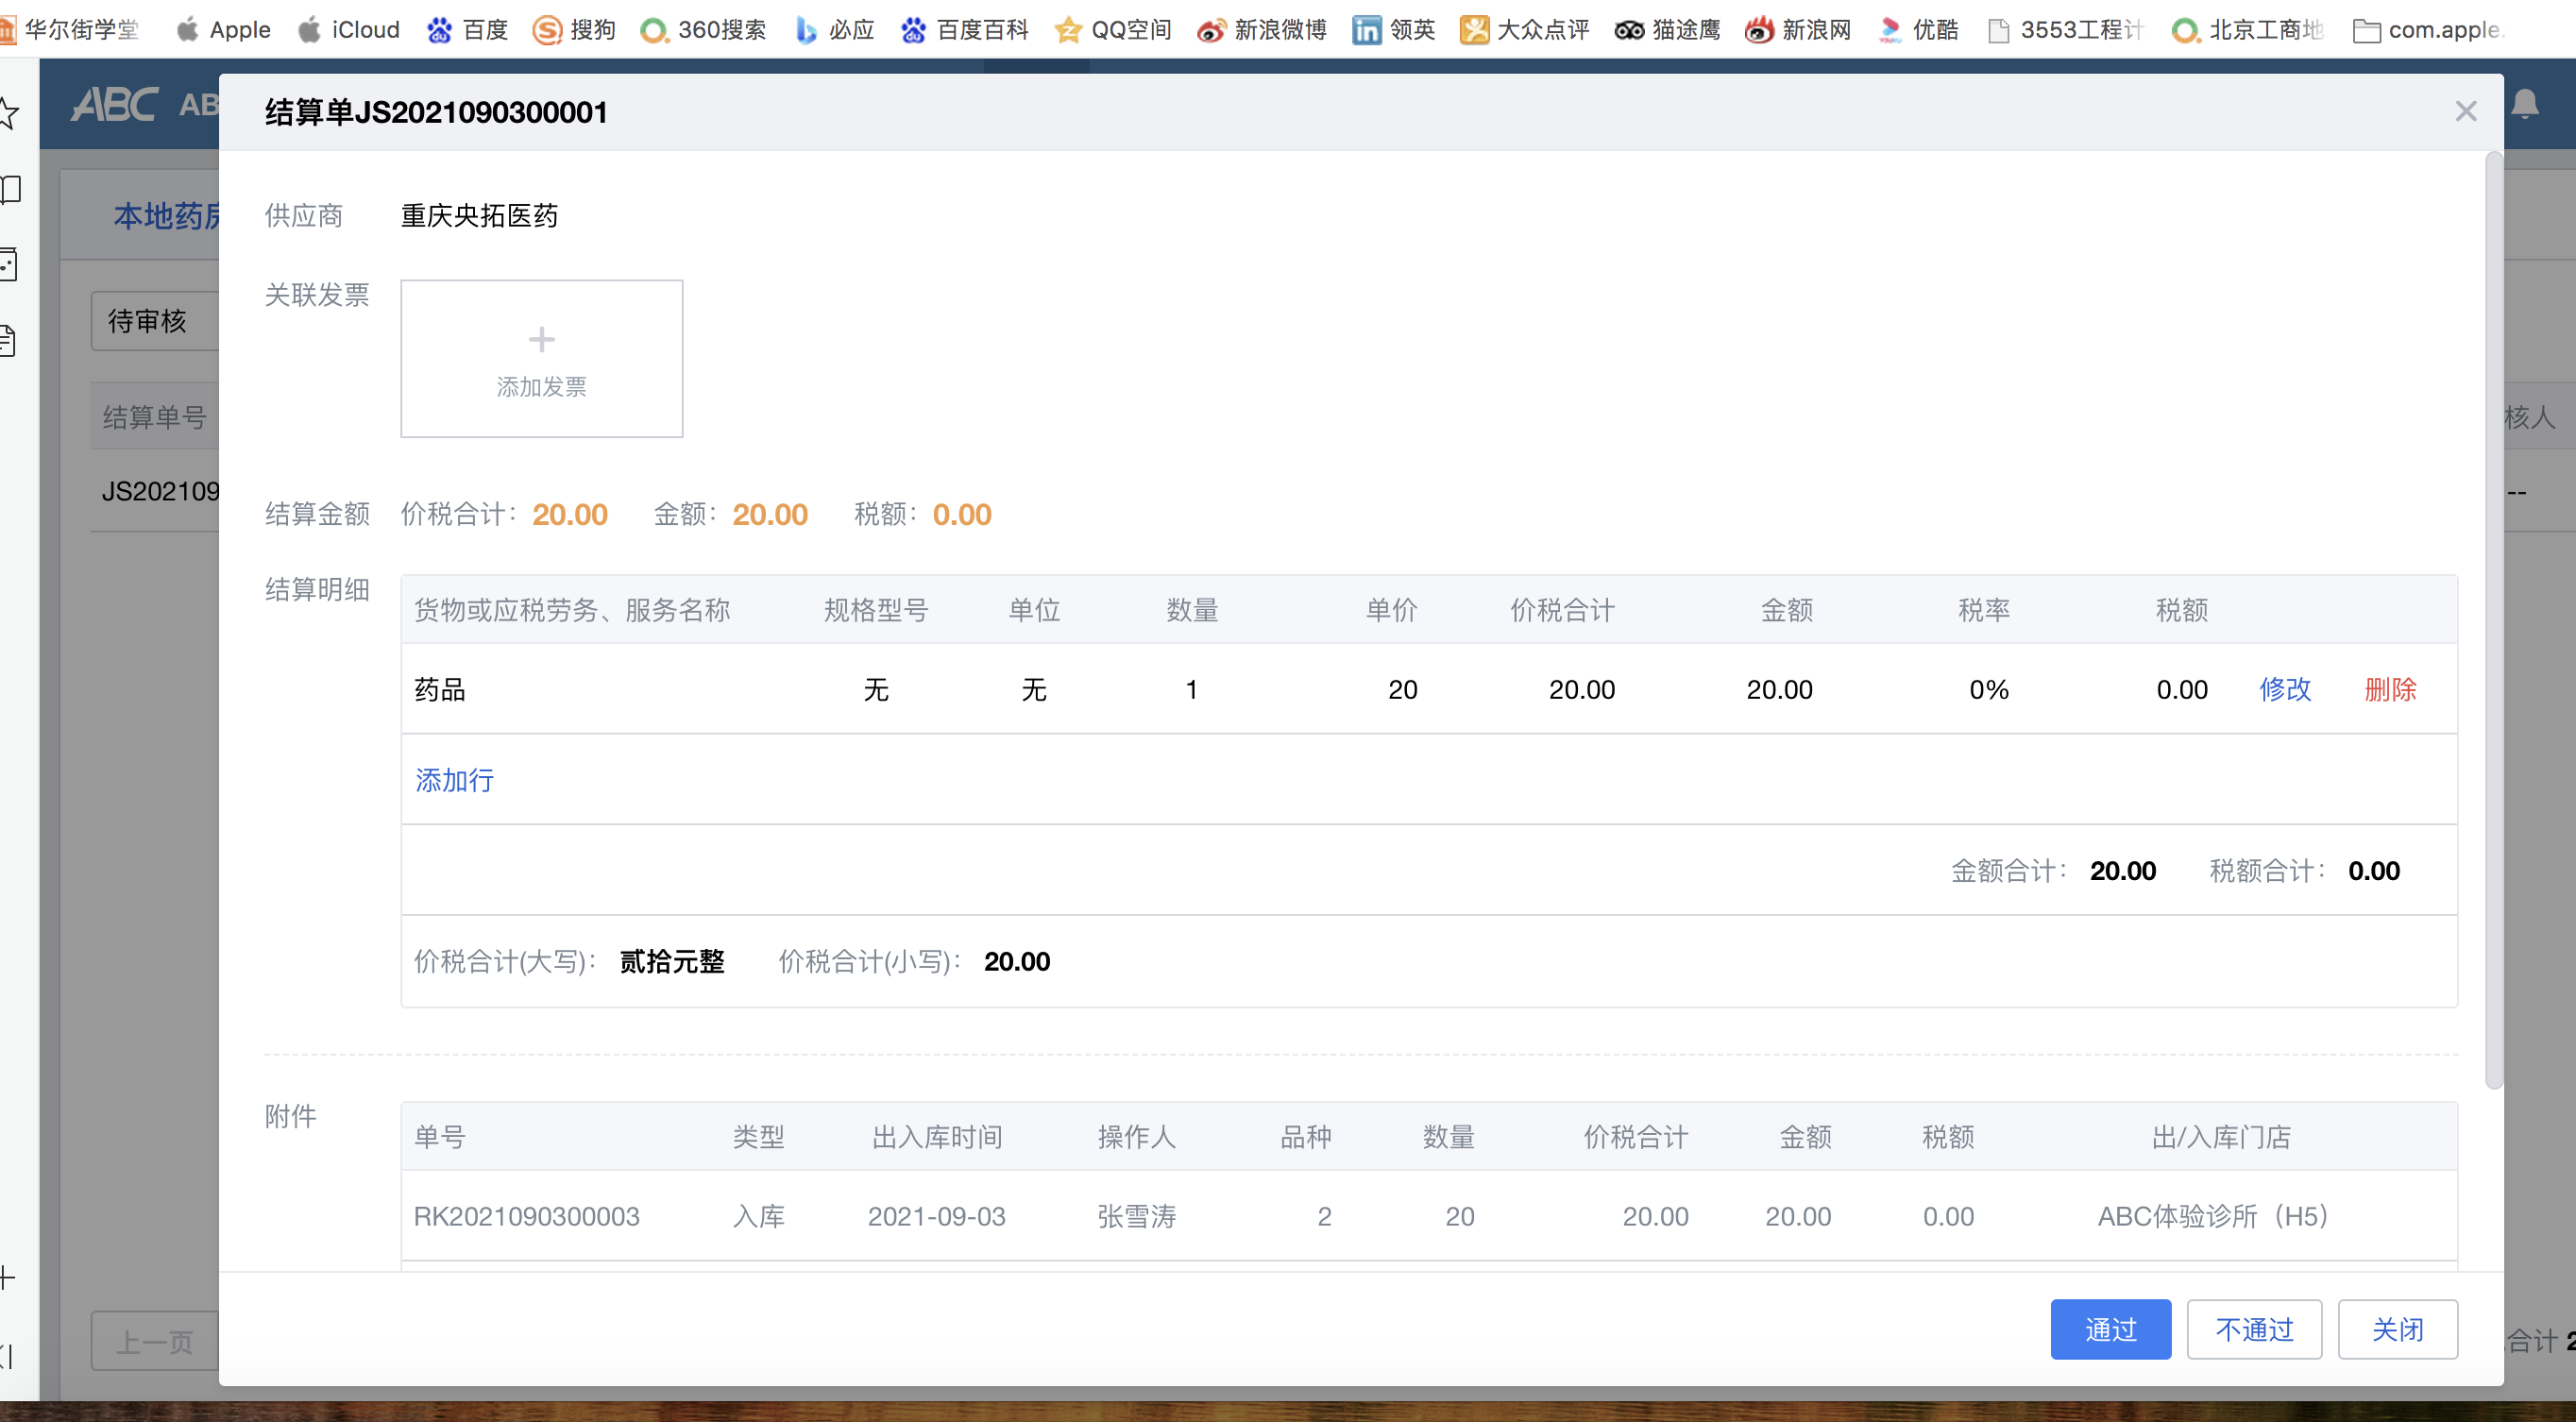 华尔街学堂 Apple iCloud 百度 搜狗 360搜索 必应 百度百科 QQ空间 新浪微博 领英 大众点评 猫途鹰 新浪网 优酷 3553工程计 北京工商地 com.apple.
ABC AB
结算单JS2021090300001
本地药房
供应商 重庆央拓医药
关联发票
待审核
添加发票
结算单号
核人
JS202109
--
结算金额 价税合计: 20.00 金额: 20.00 税额: 0.00
结算明细
货物或应税劳务、服务名称 规格型号 单位 数量 单价 价税合计 金额 税率 税额
药品 无 无 1 20 20.00 20.00 0% 0.00 修改 删除
添加行
金额合计: 20.00 税额合计: 0.00
价税合计(大写): 贰拾元整 价税合计(小写): 20.00
附件
单号 类型 出入库时间 操作人 品种 数量 价税合计 金额 税额 出/入库门店
RK2021090300003 入库 2021-09-03 张雪涛 2 20 20.00 20.00 0.00 ABC体验诊所（H5）
上一页
通过 不通过 关闭
合计 2